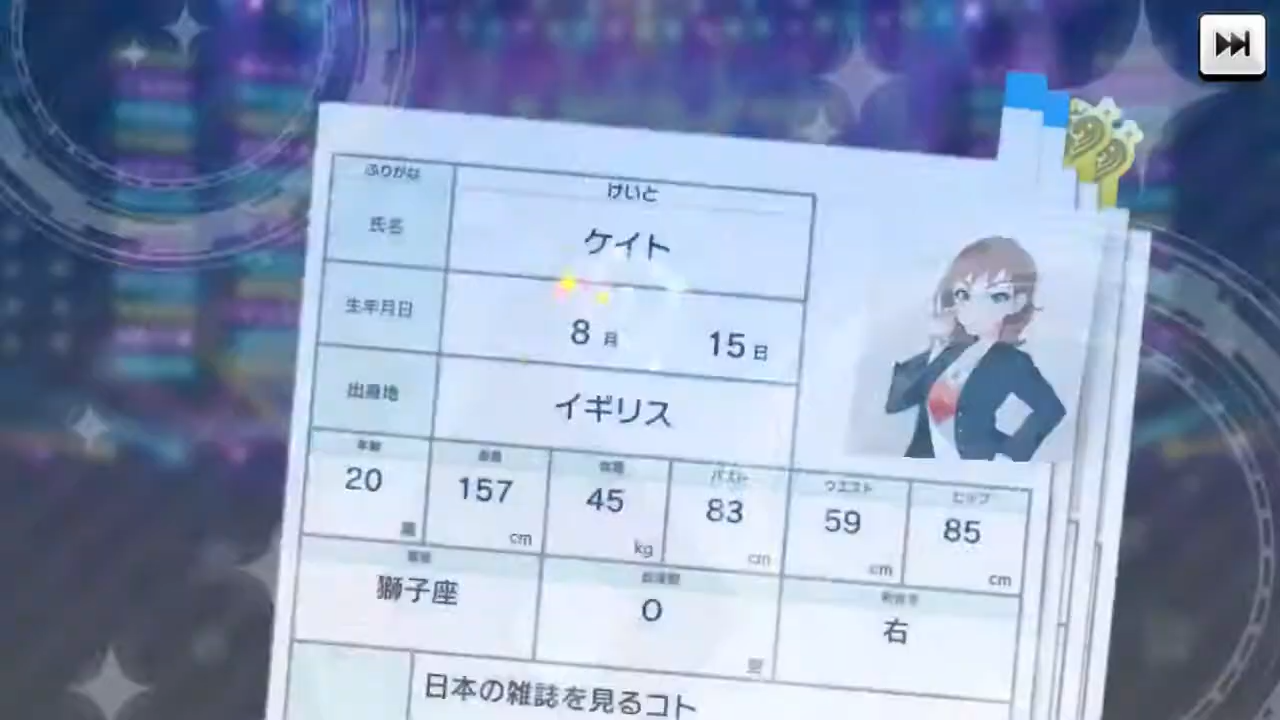 ふりがな
けいと
氏名
ケイト
生年月日
8月 15日
出身地
イギリス
年齢
20
歳
身長
157
cm
体重
45
kg
バスト
83
cm
ウエスト
59
cm
ヒップ
85
cm
獅子座
血液型
O
型
利き手
右
日本の雑誌を見るコト